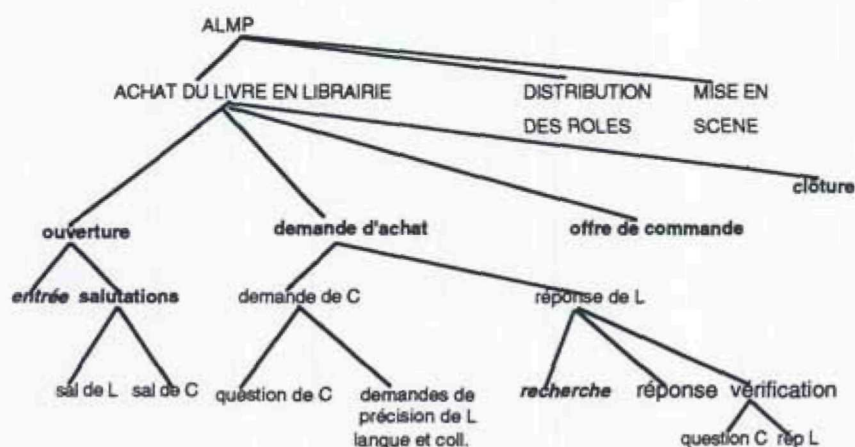 ALMP
ACHAT DU LIVRE EN LIBRAIRIE DISTRIBUTION MISE EN
DES ROLES SCENE
clôture
ouverture demande d'achat offre de commande
entrée salutations demande de C réponse de L
sal de L sal de C question de C demandes de recherche réponse vérification
précision de L
langue et coll. question C rép L